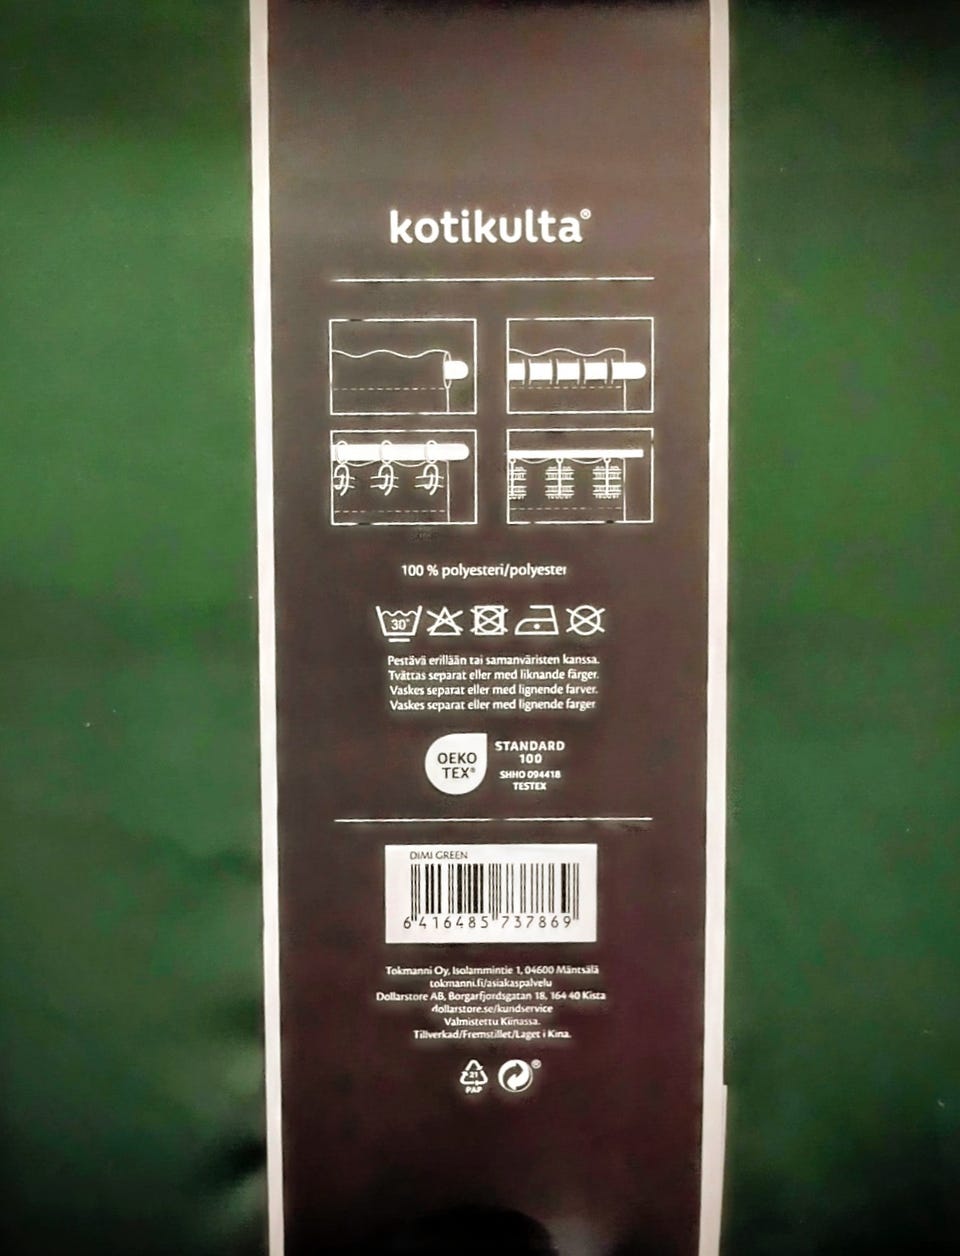 kotikulta®
100 % polyesteri/polyester
30°
Pestävä erillään tai samanväristen kanssa.
Tvättas separat eller med liknande färger.
Vaskes separat eller med lignende farver.
Vaskes separat eller med lignende farger
OEKO
TEX®
STANDARD
100
SHHO 094418
TESTEX
DIMI GREEN
6 416485 737869
Tokmanni Oy, Isolammintie 1, 04600 Mäntsälä
tokmanni.fi/asiakaspalvelu
Dollarstore AB, Borgarfjordsgatan 18, 164 40 Kista
dollarstore.se/kundservice
Valmistettu Kiinassa.
Tillverkad/Fremstillet/Laget i Kina.
21
PAP
®